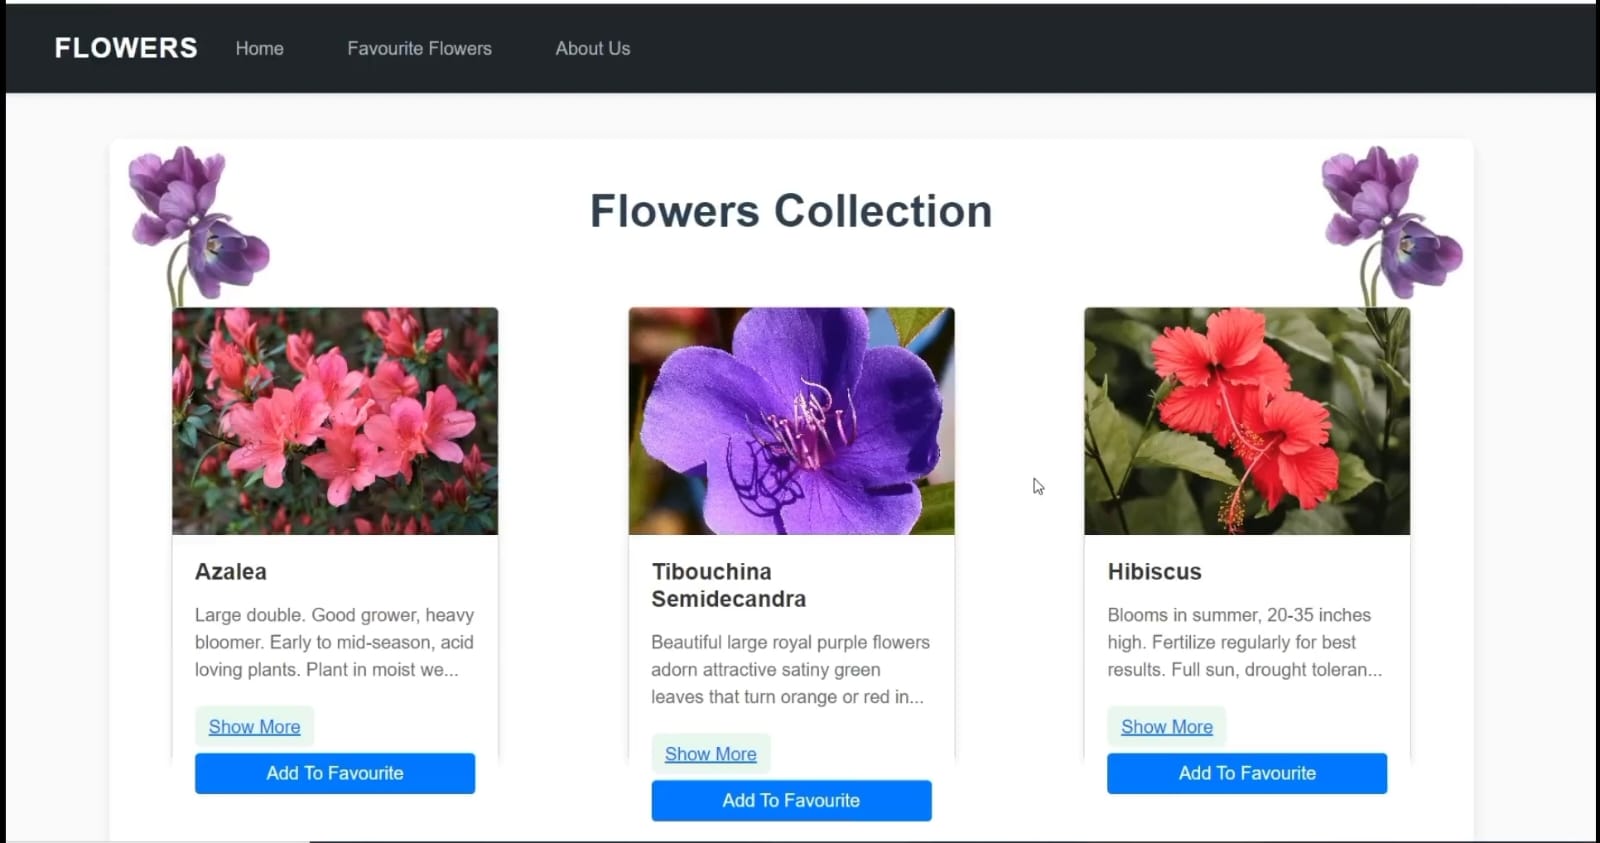 FLOWERS Home Favourite Flowers About Us
Flowers Collection
Azalea
Large double. Good grower, heavy
bloomer. Early to mid-season, acid
loving plants. Plant in moist we...
Show More
Add To Favourite
Tibouchina
Semidecandra
Beautiful large royal purple flowers
adorn attractive satiny green
leaves that turn orange or red in...
Show More
Add To Favourite
Hibiscus
Blooms in summer, 20-35 inches
high. Fertilize regularly for best
results. Full sun, drought toleran...
Show More
Add To Favourite